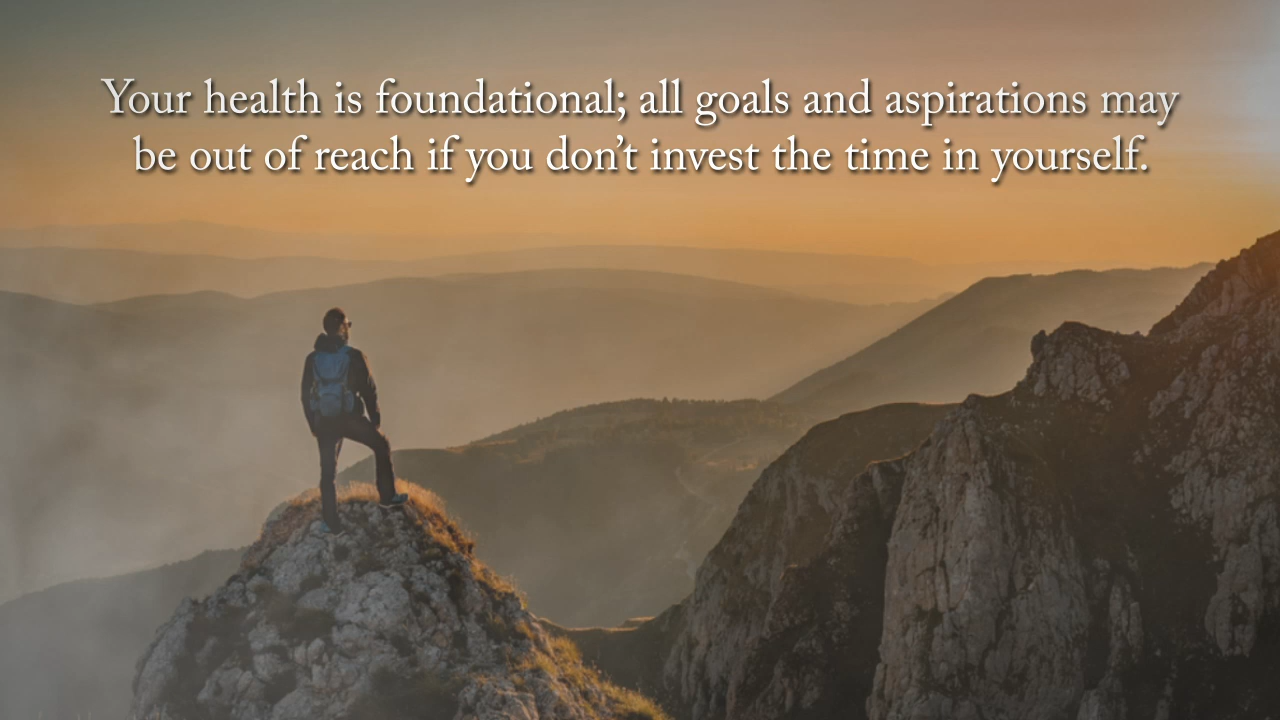 Your health is foundational; all goals and aspirations may
be out of reach if you don’t invest the time in yourself.